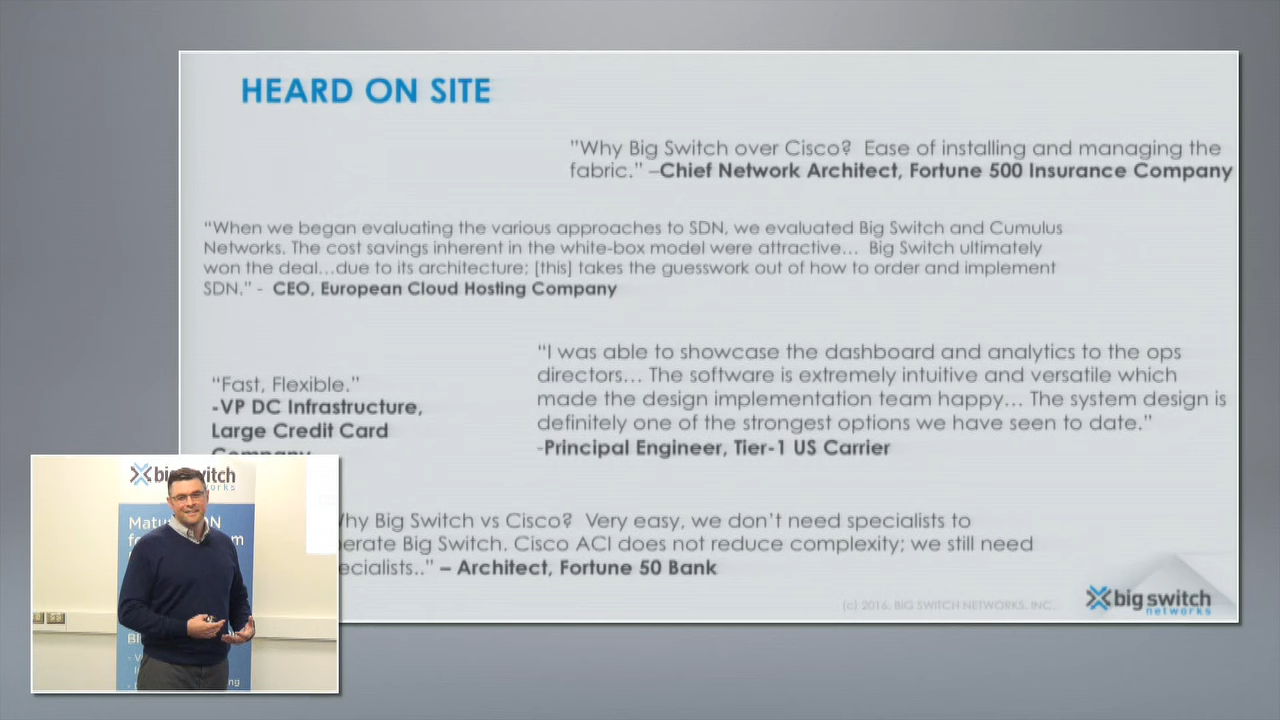 HEARD ON SITE
"Why Big Switch over Cisco? Ease of installing and managing the
fabric." –Chief Network Architect, Fortune 500 Insurance Company
"When we began evaluating the various approaches to SDN, we evaluated Big Switch and Cumulus
Networks. The cost savings inherent in the white-box model were attractive… Big Switch ultimately
won the deal…due to its architecture; [this] takes the guesswork out of how to order and implement
SDN." - CEO, European Cloud Hosting Company
"I was able to showcase the dashboard and analytics to the ops
directors… The software is extremely intuitive and versatile which
made the design implementation team happy… The system design is
definitely one of the strongest options we have seen to date."
-Principal Engineer, Tier-1 US Carrier
"Fast, Flexible."
-VP DC Infrastructure,
Large Credit Card
Company
Why Big Switch vs Cisco? Very easy, we don't need specialists to
erate Big Switch. Cisco ACI does not reduce complexity; we still need
ecialists.." – Architect, Fortune 50 Bank
(c) 2016, BIG SWITCH NETWORKS, INC.
big switch
networks